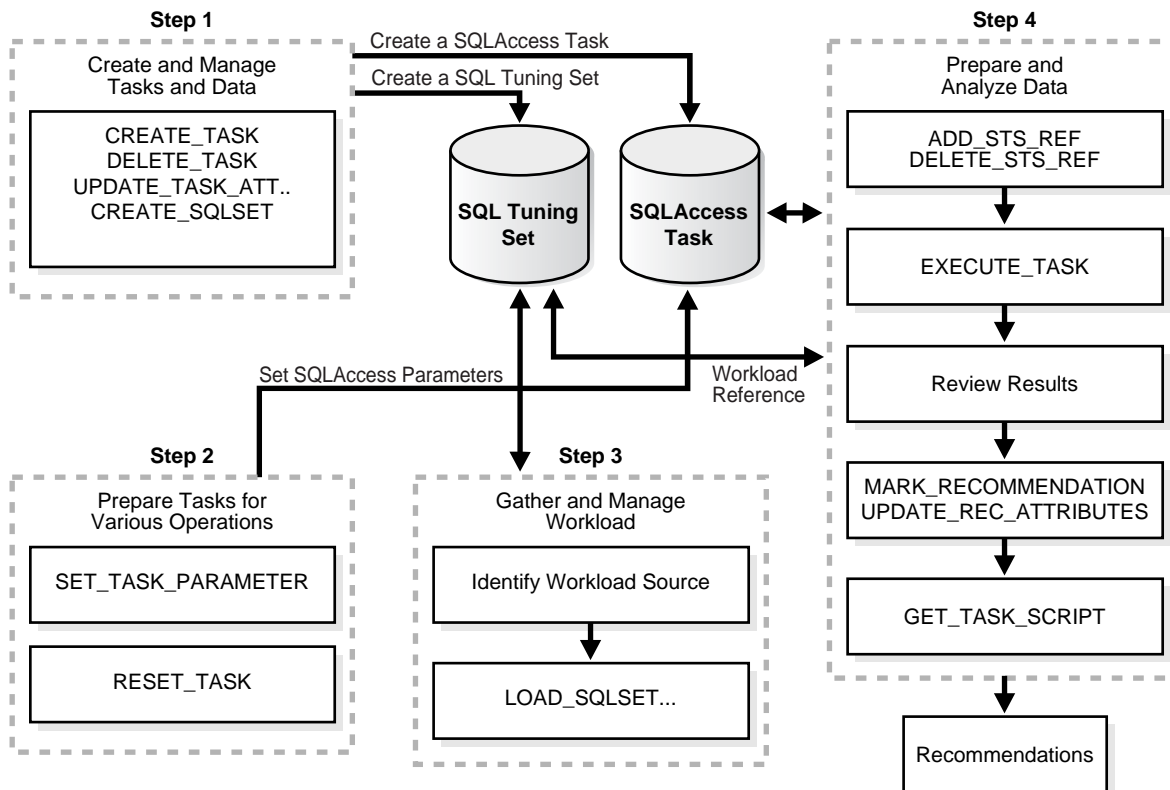 Step 1
Create and Manage
Tasks and Data
CREATE_TASK
DELETE_TASK
UPDATE_TASK_ATT..
CREATE_SQLSET
Create a SQLAccess Task
Create a SQL Tuning Set
SQL Tuning
Set
SQLAccess
Task
Set SQLAccess Parameters
Workload
Reference
Step 2
Prepare Tasks for
Various Operations
SET_TASK_PARAMETER
RESET_TASK
Step 3
Gather and Manage
Workload
Identify Workload Source
LOAD_SQLSET...
Step 4
Prepare and
Analyze Data
ADD_STS_REF
DELETE_STS_REF
EXECUTE_TASK
Review Results
MARK_RECOMMENDATION
UPDATE_REC_ATTRIBUTES
GET_TASK_SCRIPT
Recommendations